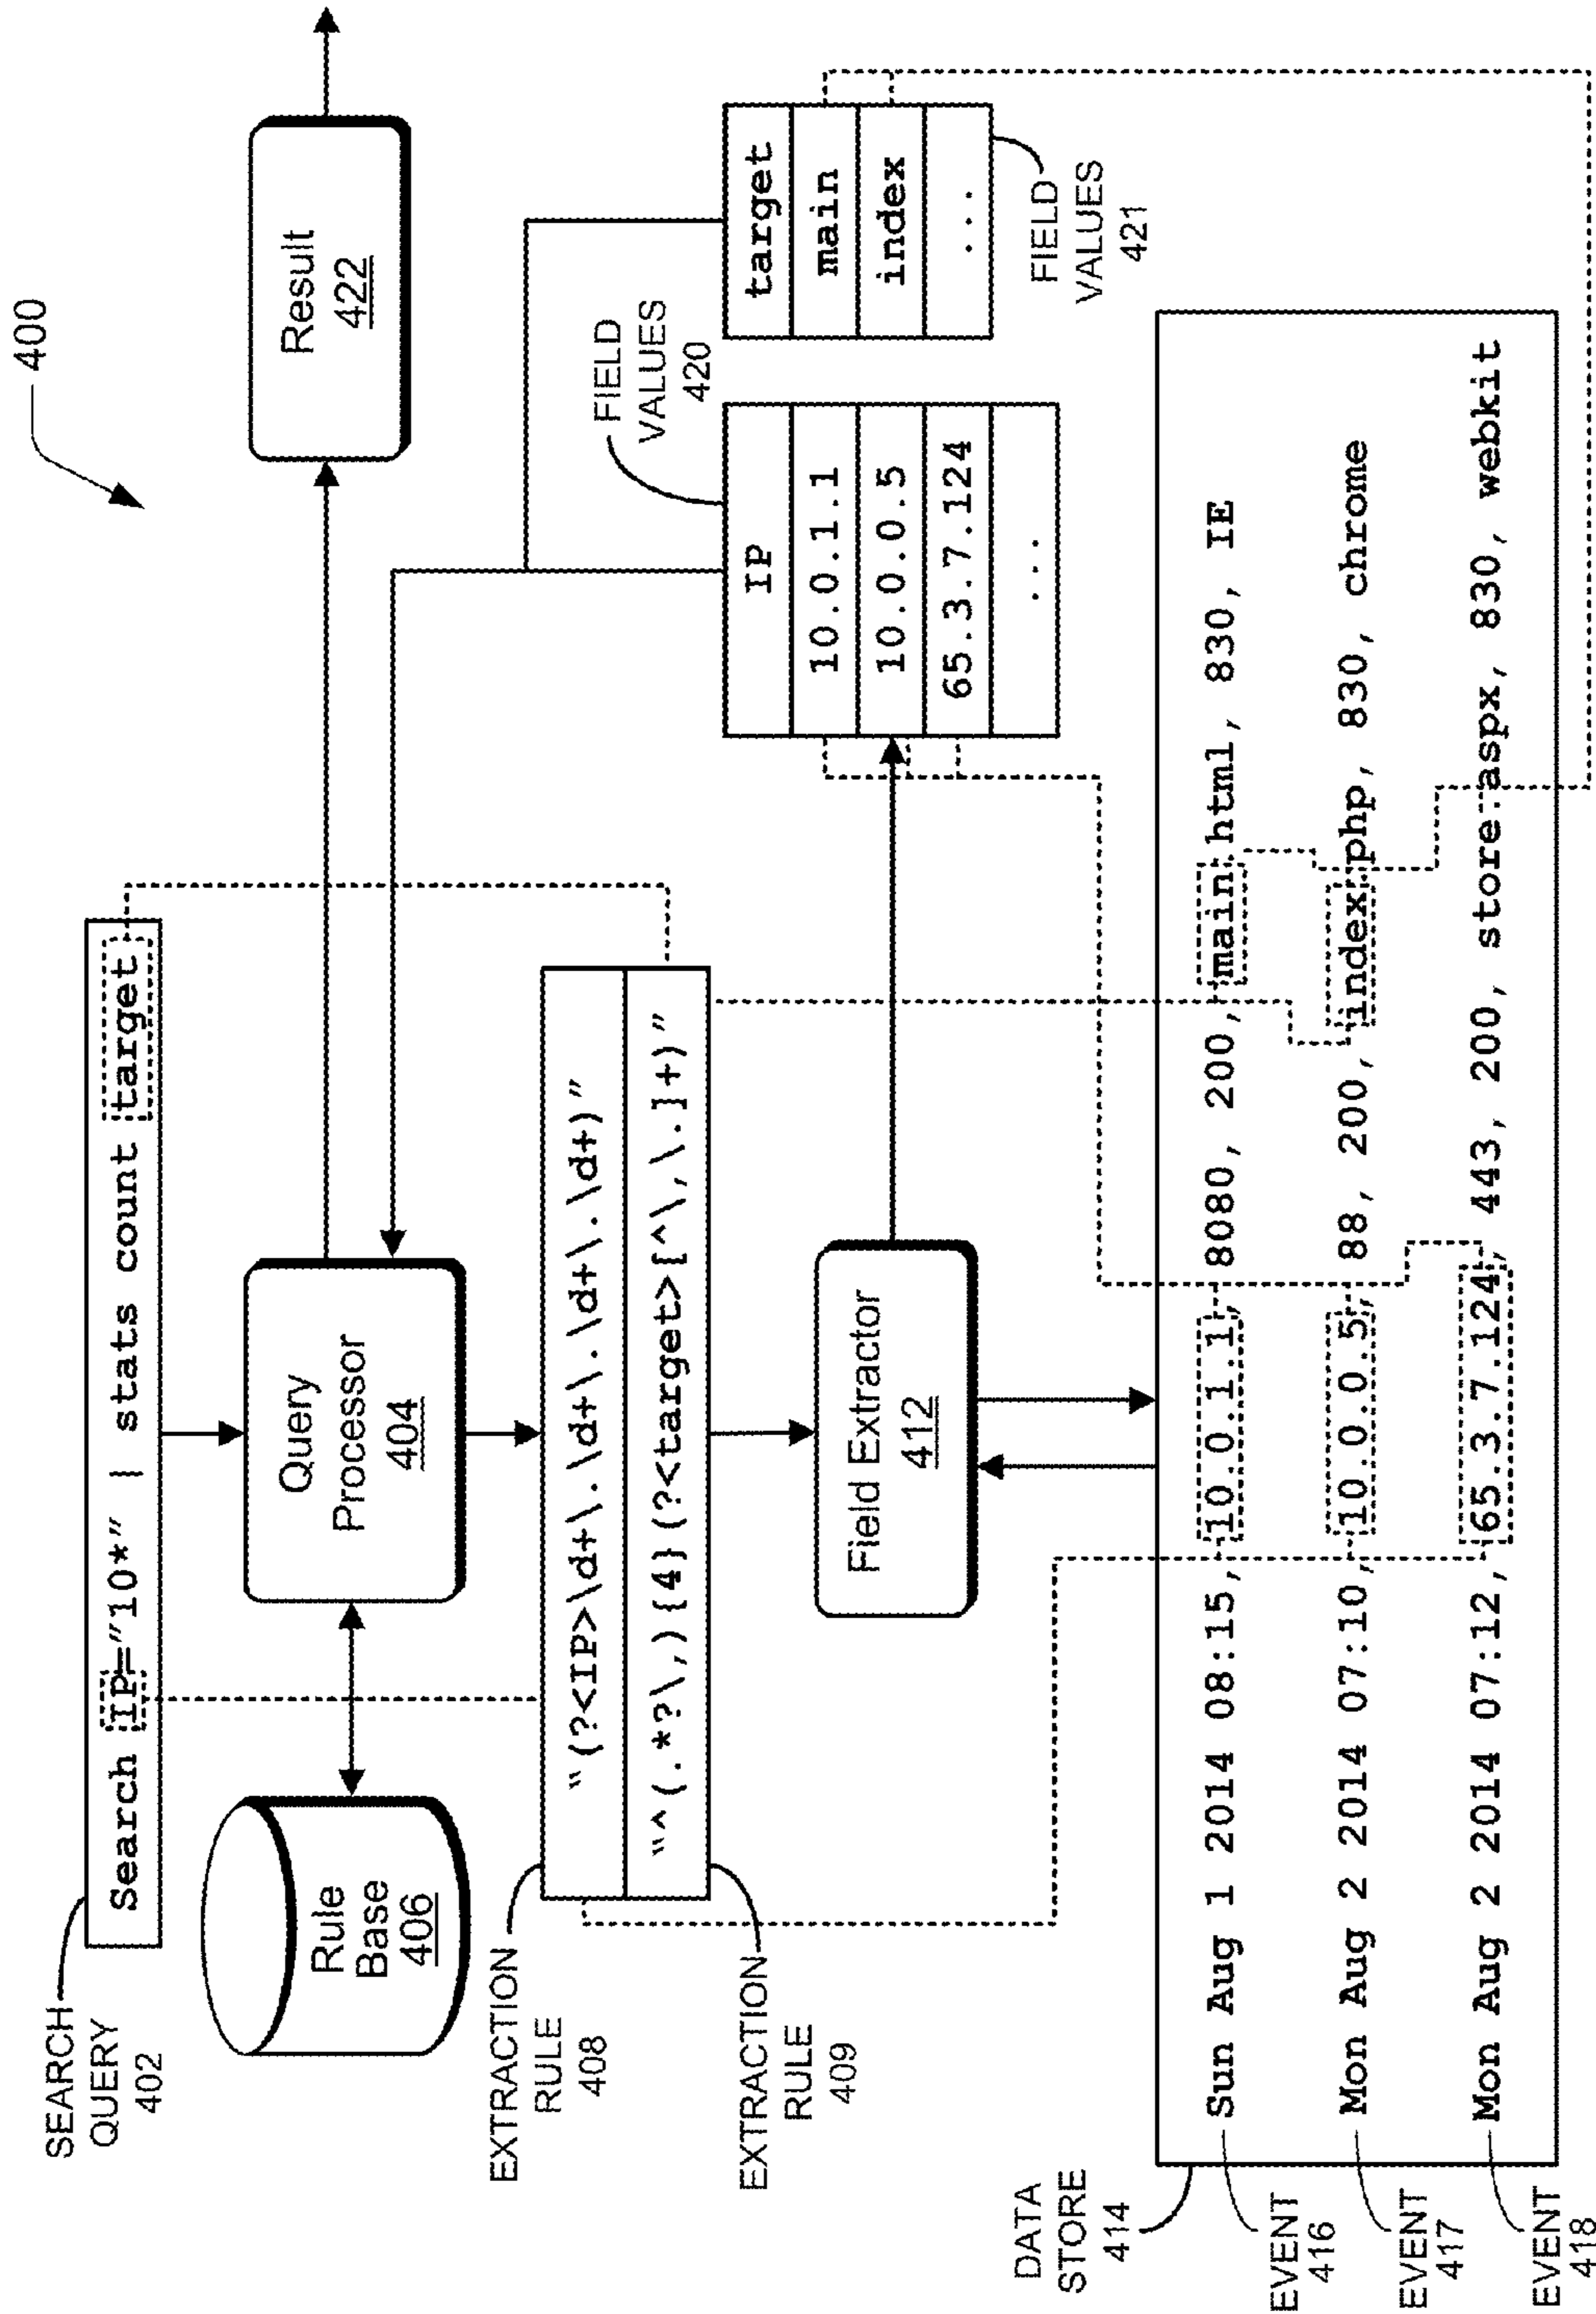 400
SEARCH
QUERY
402
Search IP="10*" | stats count target
Rule
Base
406
Query
Processor
404
Result
422
EXTRACTION
RULE
408
"(?<IP>\d+\.\d+\.\d+\.\d+)"
"^(.*?\,){4}(?<target>[^\,\.]+)"
EXTRACTION
RULE
409
FIELD
VALUES
420
IP
10.0.1.1
10.0.0.5
65.3.7.124
...
target
main
index
...
FIELD
VALUES
421
Field Extractor
412
DATA
STORE
414
EVENT
416
Sun Aug 1 2014 08:15, 10.0.1.1, 8080, 200, main.html, 830, IE
EVENT
417
Mon Aug 2 2014 07:10, 10.0.0.5, 88, 200, index.php, 830, chrome
EVENT
418
Mon Aug 2 2014 07:12, 65.3.7.124, 443, 200, store.aspx, 830, webkit